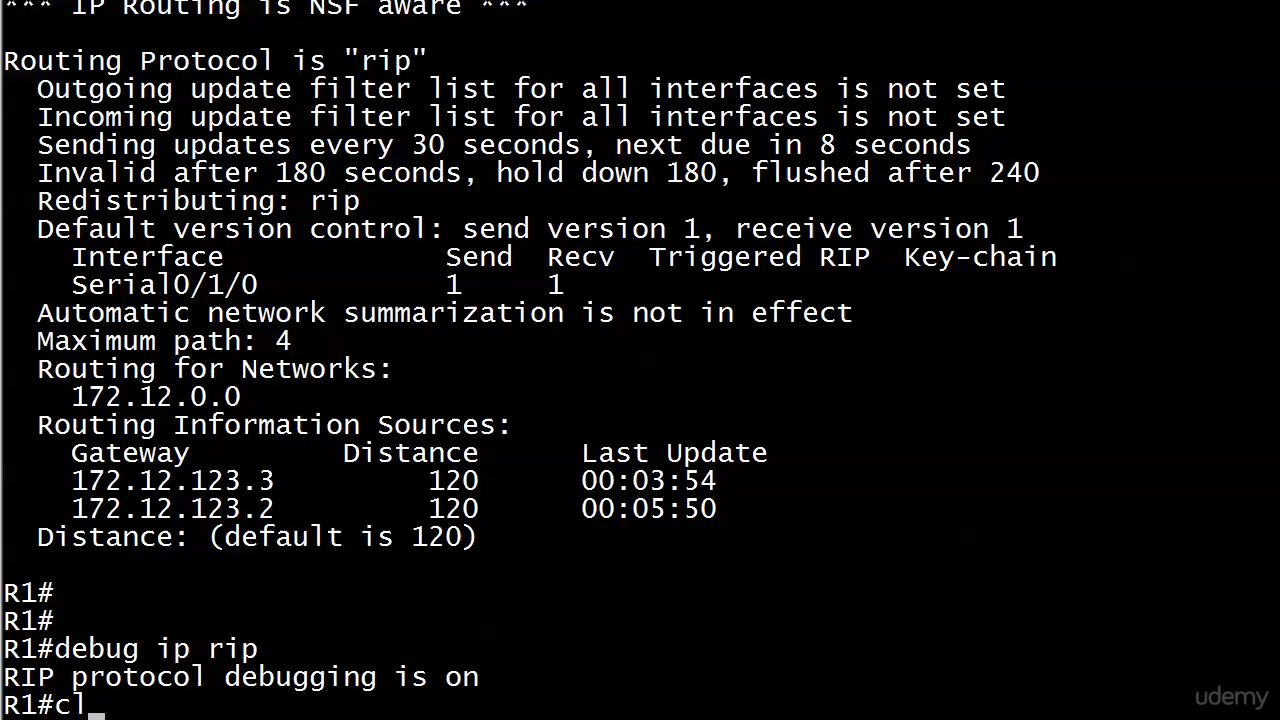 *** IP Routing is NSF aware ***
Routing Protocol is "rip"
Outgoing update filter list for all interfaces is not set
Incoming update filter list for all interfaces is not set
Sending updates every 30 seconds, next due in 8 seconds
Invalid after 180 seconds, hold down 180, flushed after 240
Redistributing: rip
Default version control: send version 1, receive version 1
Interface Send Recv Triggered RIP Key-chain
Serial0/1/0 1 1
Automatic network summarization is not in effect
Maximum path: 4
Routing for Networks:
172.12.0.0
Routing Information Sources:
Gateway Distance Last Update
172.12.123.3 120 00:03:54
172.12.123.2 120 00:05:50
Distance: (default is 120)
R1#
R1#
R1#debug ip rip
RIP protocol debugging is on
R1#cl
udemy